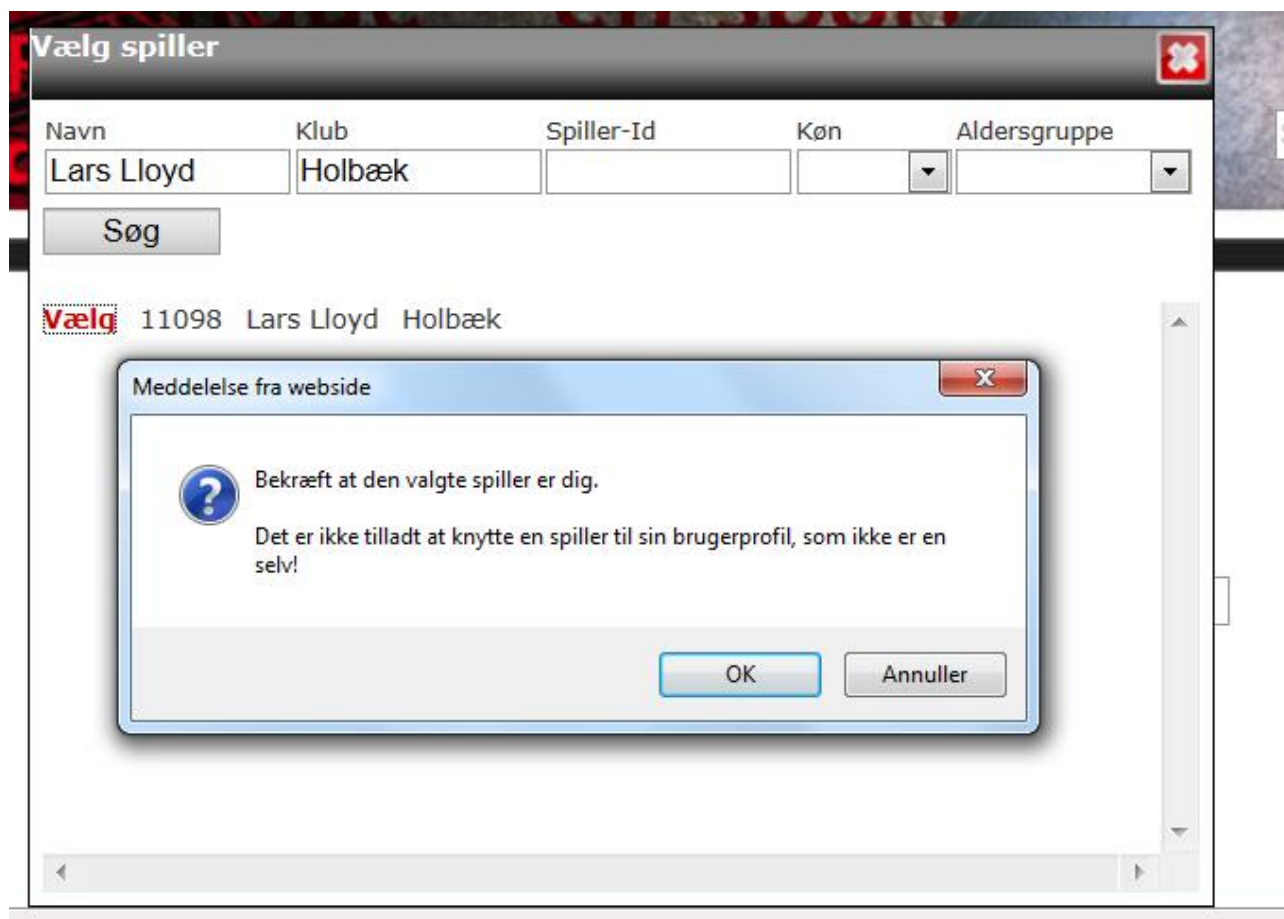 Vælg spiller
Navn Klub Spiller-Id Køn Aldersgruppe
Lars Lloyd Holbæk
Søg
Vælg 11098 Lars Lloyd Holbæk
Meddelelse fra webside
Bekræft at den valgte spiller er dig.
Det er ikke tilladt at knytte en spiller til sin brugerprofil, som ikke er en
selv!
OK Annuller